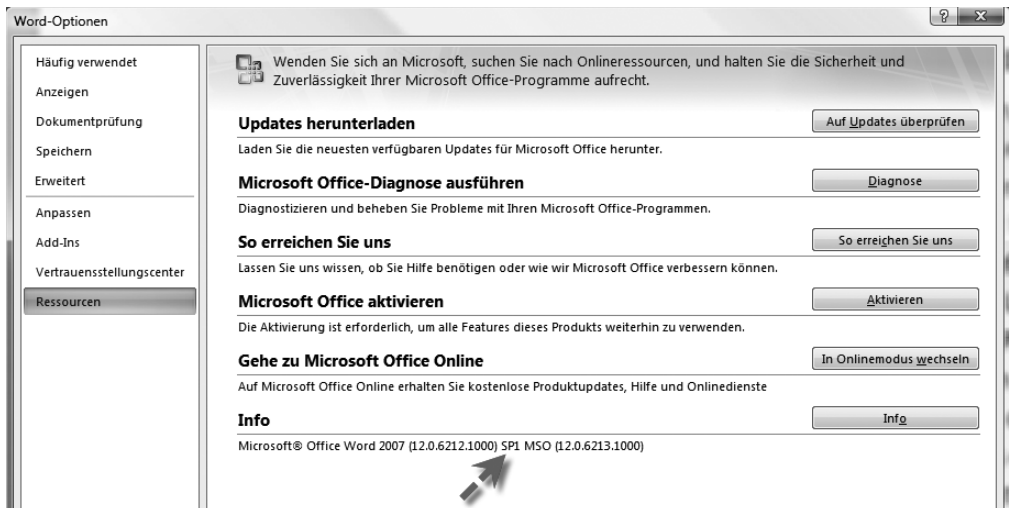 Word-Optionen
Häufig verwendet
Anzeigen
Dokumentprüfung
Speichern
Erweitert
Anpassen
Add-Ins
Vertrauensstellungscenter
Ressourcen
Wenden Sie sich an Microsoft, suchen Sie nach Onlineressourcen, und halten Sie die Sicherheit und
Zuverlässigkeit Ihrer Microsoft Office-Programme aufrecht.
Updates herunterladen
Auf Updates überprüfen
Laden Sie die neuesten verfügbaren Updates für Microsoft Office herunter.
Microsoft Office-Diagnose ausführen
Diagnose
Diagnostizieren und beheben Sie Probleme mit Ihren Microsoft Office-Programmen.
So erreichen Sie uns
So erreichen Sie uns
Lassen Sie uns wissen, ob Sie Hilfe benötigen oder wie wir Microsoft Office verbessern können.
Microsoft Office aktivieren
Aktivieren
Die Aktivierung ist erforderlich, um alle Features dieses Produkts weiterhin zu verwenden.
Gehe zu Microsoft Office Online
In Onlinemodus wechseln
Auf Microsoft Office Online erhalten Sie kostenlose Produktupdates, Hilfe und Onlinedienste
Info
Info
Microsoft® Office Word 2007 (12.0.6212.1000) SP1 MSO (12.0.6213.1000)